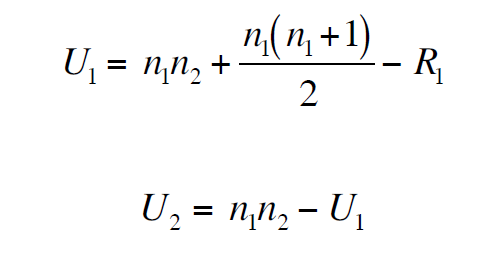 U₁ = n₁n₂ + n₁(n₁+1)/2 − R₁
U₂ = n₁n₂ − U₁